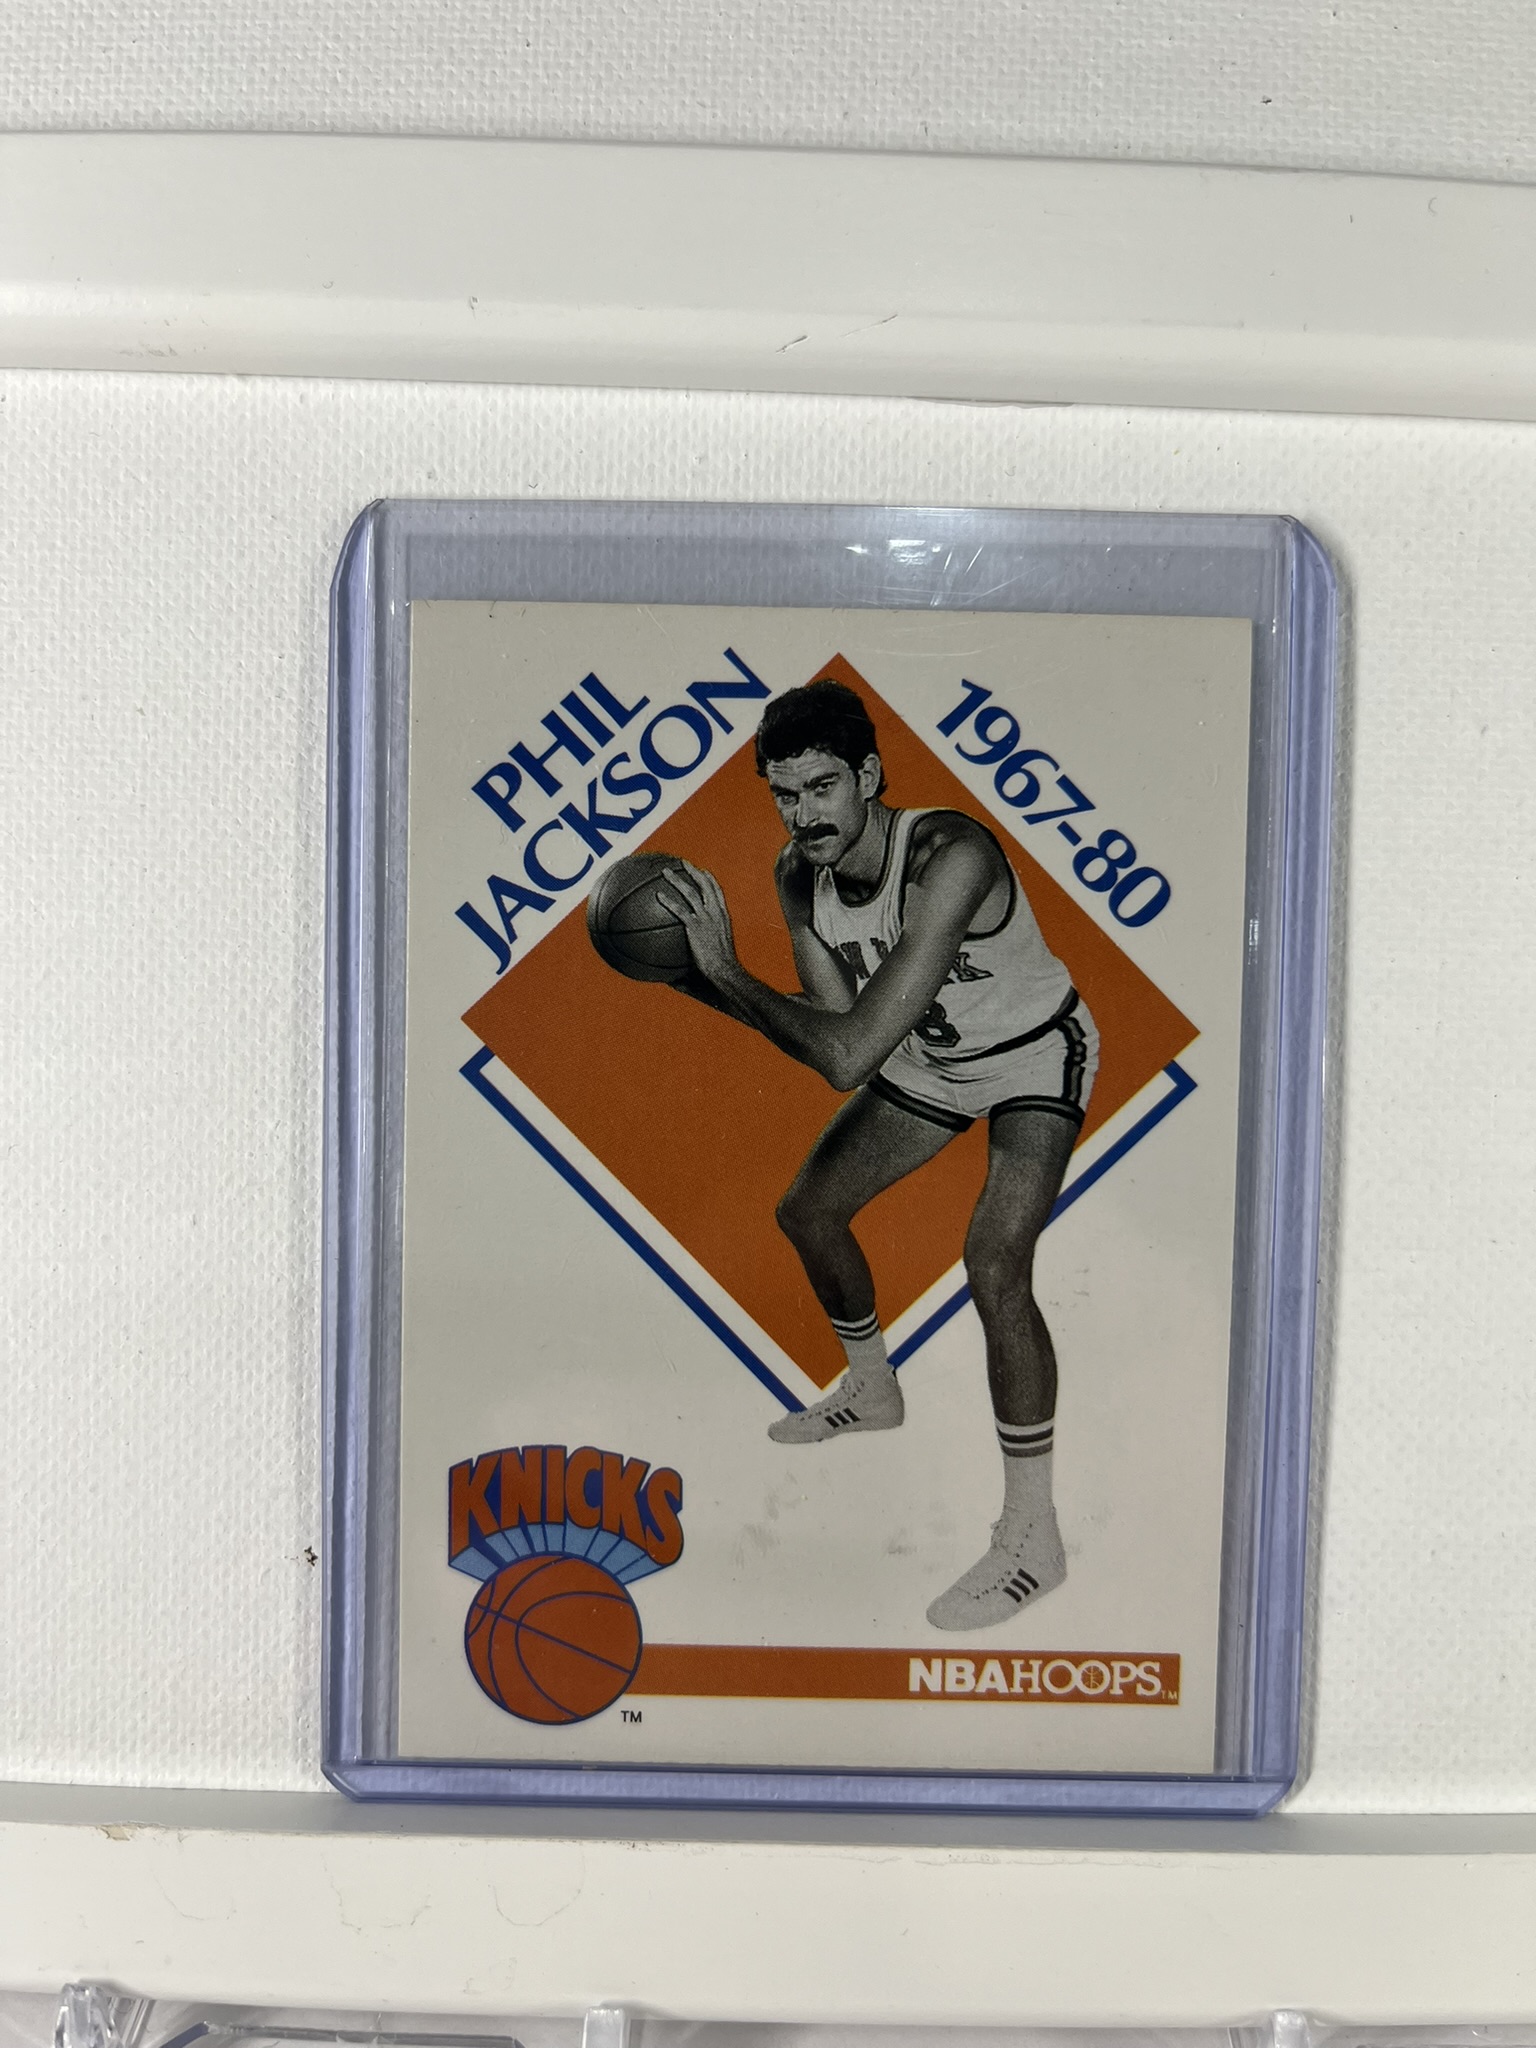 PHIL
JACKSON
1967-80
KNICKS
TM
NBAHOOPS
TM